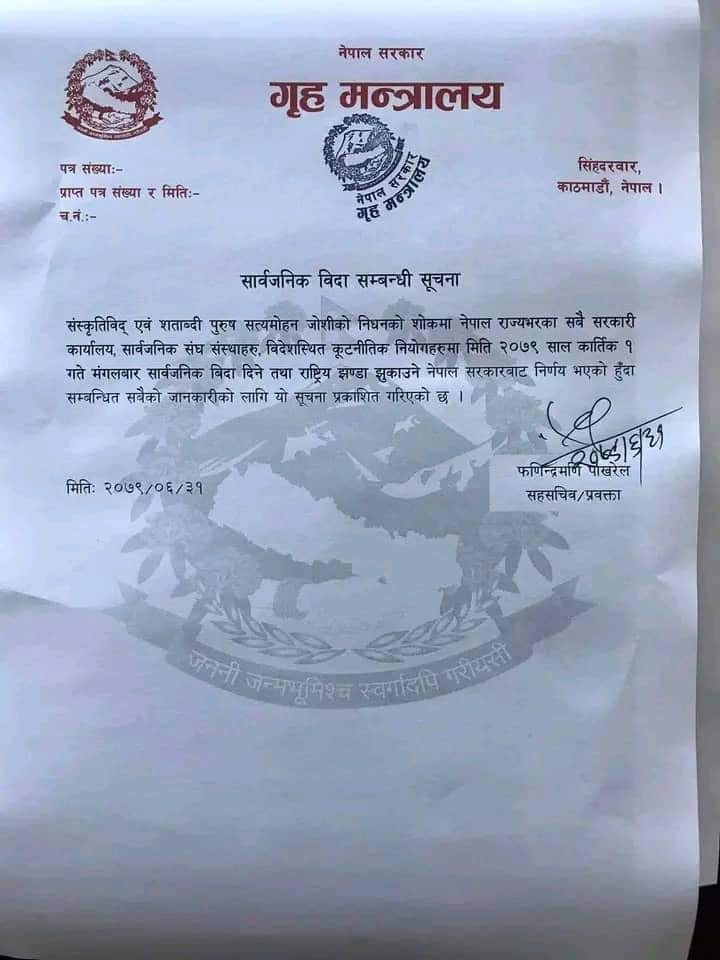 नेपाल सरकार
गृह मन्त्रालय
नेपाल सरकार
गृह मन्त्रालय
पत्र संख्याः-
प्राप्त पत्र संख्या र मितिः-
च.नं.:-
सिंहदरवार,
काठमाडौं, नेपाल ।
सार्वजनिक विदा सम्बन्धी सूचना
संस्कृतिविद् एवं शताब्दी पुरुष सत्यमोहन जोशीको निधनको शोकमा नेपाल राज्यभरका सबै सरकारी
कार्यालय, सार्वजनिक संघ संस्थाहरु, विदेशस्थित कूटनीतिक नियोगहरुमा मिति २०७९ साल कार्तिक १
गते मंगलबार सार्वजनिक विदा दिने तथा राष्ट्रिय झण्डा झुकाउने नेपाल सरकारबाट निर्णय भएको हुँदा
सम्बन्धित सवैको जानकारीको लागि यो सूचना प्रकाशित गरिएको छ ।
२०७९/६/३१
फणिन्द्रमणि पोखरेल
सहसचिव/प्रवक्ता
मितिः २०७९/०६/३१
जननी जन्मभूमिश्च स्वर्गादपि गरीयसी